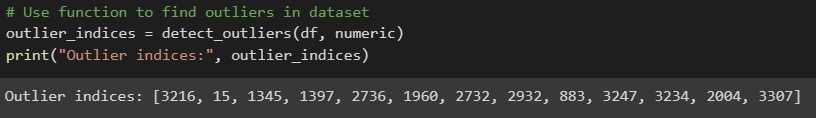 # Use function to find outliers in dataset
outlier_indices = detect_outliers(df, numeric)
print("Outlier indices:", outlier_indices)
Outlier indices: [3216, 15, 1345, 1397, 2736, 1960, 2732, 2932, 883, 3247, 3234, 2004, 3307]